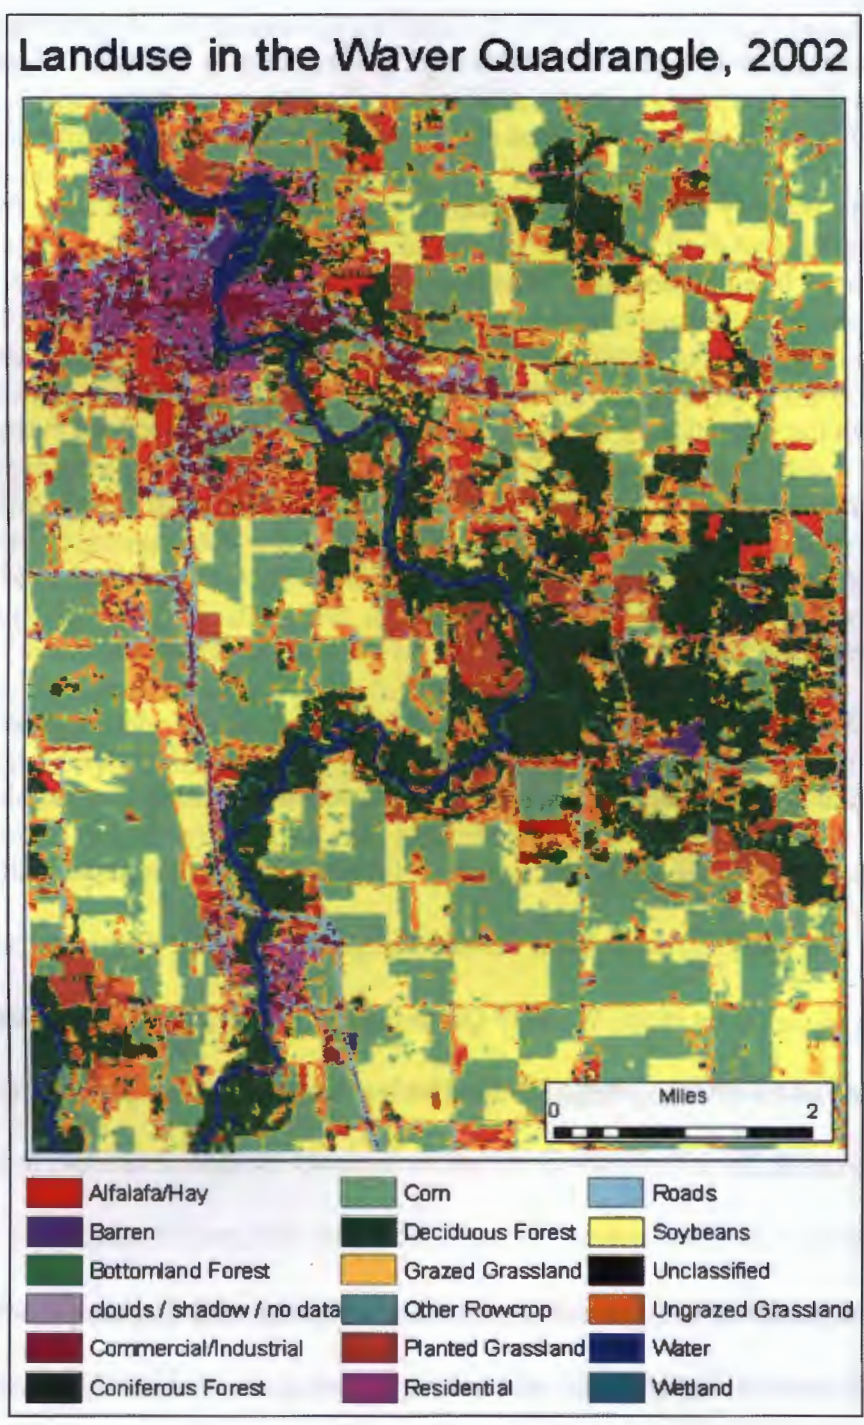 Landuse in the Waver Quadrangle, 2002
Miles
0 2
Alfalafa/Hay
Barren
Bottomland Forest
clouds / shadow / no data
Commercial/Industrial
Coniferous Forest
Corn
Deciduous Forest
Grazed Grassland
Other Rowcrop
Planted Grassland
Residential
Roads
Soybeans
Unclassified
Ungrazed Grassland
Water
Wetland